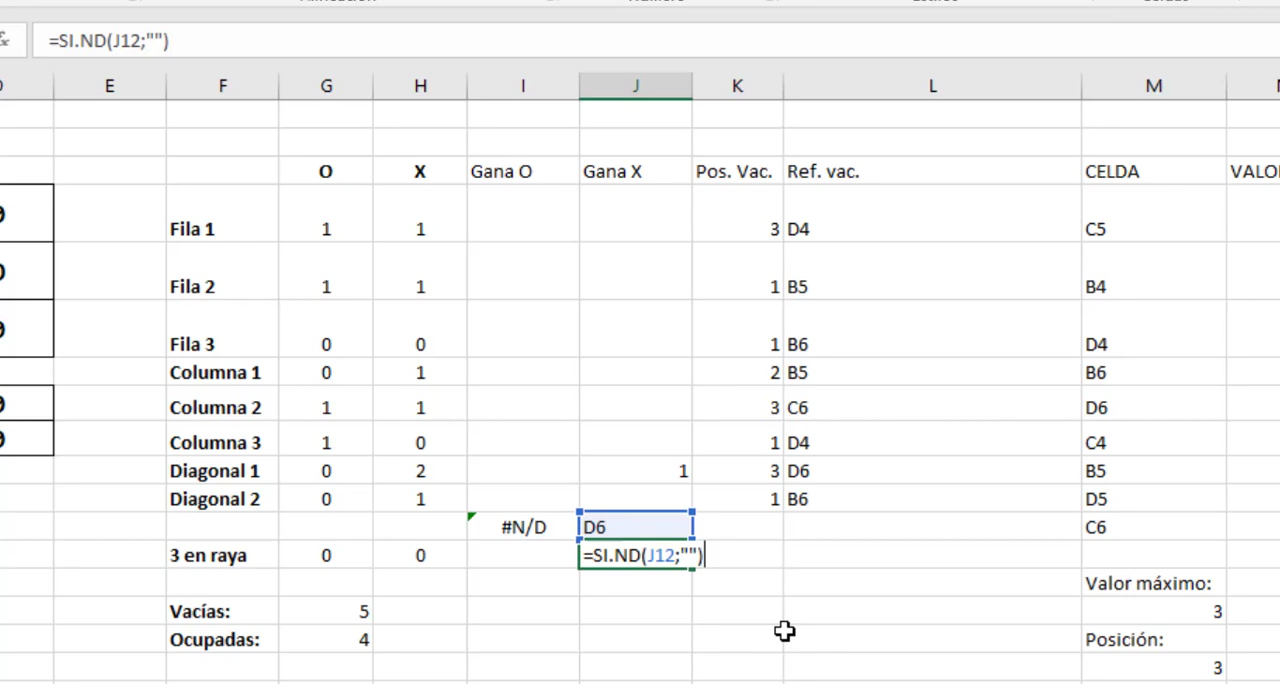 =SI.ND(J12;"")
E F G H I J K L M
O X Gana O Gana X Pos. Vac. Ref. vac. CELDA VALO
Fila 1 1 1 3 D4 C5
Fila 2 1 1 1 B5 B4
Fila 3 0 0 1 B6 D4
Columna 1 0 1 2 B5 B6
Columna 2 1 1 3 C6 D6
Columna 3 1 0 1 D4 C4
Diagonal 1 0 2 1 3 D6 B5
Diagonal 2 0 1 1 B6 D5
#N/D D6 C6
3 en raya 0 0 =SI.ND(J12;"")
Valor máximo:
Vacías: 5 3
Ocupadas: 4 Posición:
3